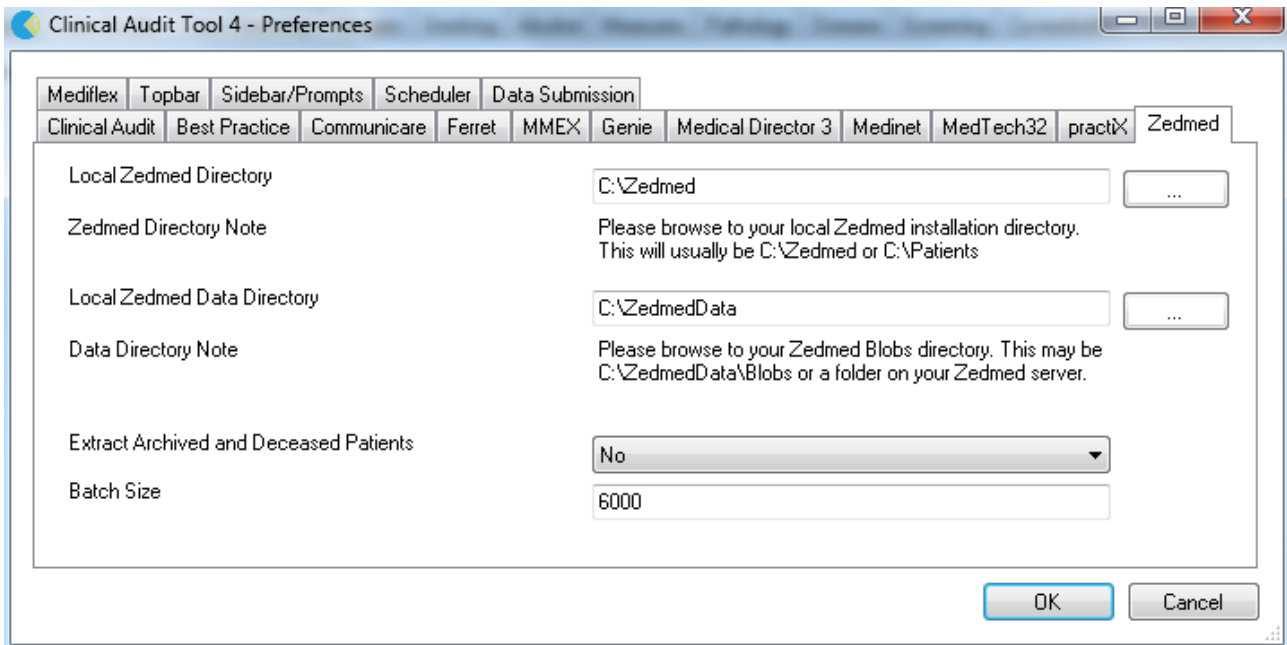 Clinical Audit Tool 4 - Preferences
Mediflex Topbar Sidebar/Prompts Scheduler Data Submission
Clinical Audit Best Practice Communicare Ferret MMEX Genie Medical Director 3 Medinet MedTech32 practiX Zedmed
Local Zedmed Directory C:\Zedmed ...
Zedmed Directory Note Please browse to your local Zedmed installation directory.
This will usually be C:\Zedmed or C:\Patients
Local Zedmed Data Directory C:\ZedmedData ...
Data Directory Note Please browse to your Zedmed Blobs directory. This may be
C:\ZedmedData\Blobs or a folder on your Zedmed server.
Extract Archived and Deceased Patients No
Batch Size 6000
OK Cancel